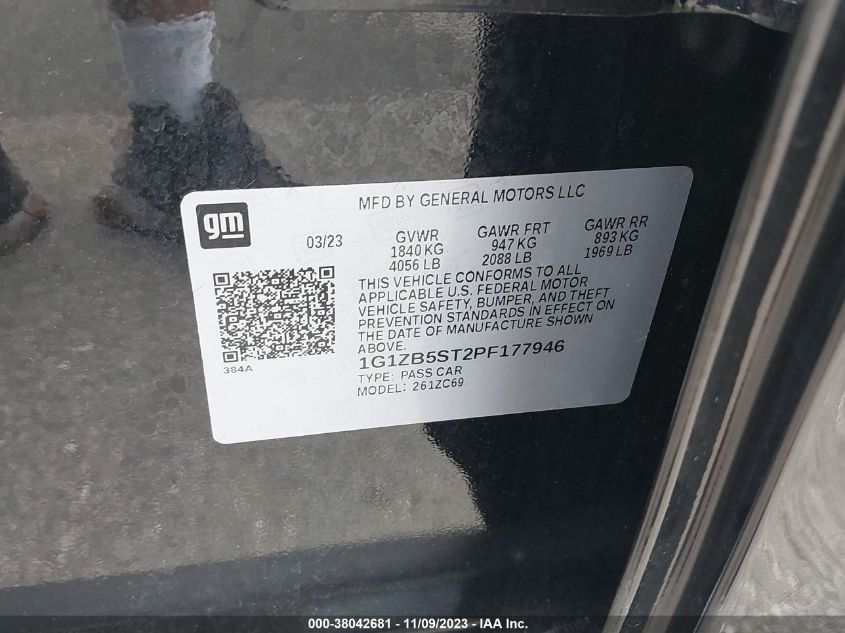 MFD BY GENERAL MOTORS LLC
gm
03/23
GVWR
1840 KG
4056 LB
GAWR FRT
947 KG
2088 LB
GAWR RR
893 KG
1969 LB
THIS VEHICLE CONFORMS TO ALL
APPLICABLE U.S. FEDERAL MOTOR
VEHICLE SAFETY, BUMPER, AND THEFT
PREVENTION STANDARDS IN EFFECT ON
THE DATE OF MANUFACTURE SHOWN
ABOVE.
384A
1G1ZB5ST2PF177946
TYPE: PASS CAR
MODEL: 261ZC69
000-38042681 - 11/09/2023 - IAA, Inc.